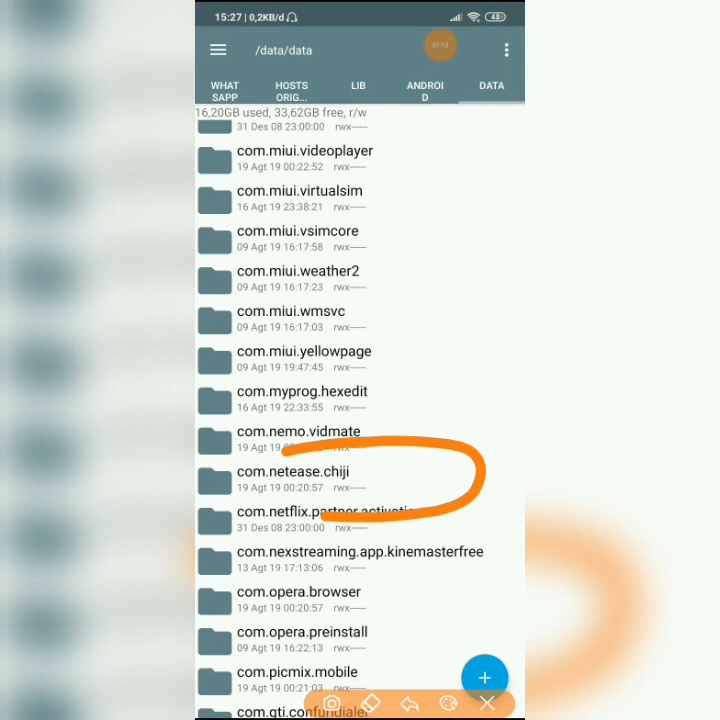 15:27 | 0,2KB/d
43
/data/data
01:13
WHAT
SAPP
HOSTS
ORIG...
LIB
ANDROI
D
DATA
16,20GB used, 33,62GB free, r/w
31 Des 08 23:00:00 rwx------
com.miui.videoplayer
19 Agt 19 00:22:52 rwx------
com.miui.virtualsim
16 Agt 19 23:38:21 rwx------
com.miui.vsimcore
09 Agt 19 16:17:58 rwx------
com.miui.weather2
09 Agt 19 16:17:23 rwx------
com.miui.wmsvc
09 Agt 19 16:17:03 rwx------
com.miui.yellowpage
09 Agt 19 19:47:45 rwx------
com.myprog.hexedit
16 Agt 19 22:33:55 rwx------
com.nemo.vidmate
19 Agt 19
com.netease.chiji
19 Agt 19 00:20:57 rwx------
com.netflix.partner.activation
31 Des 08 23:00:00 rwx------
com.nexstreaming.app.kinemasterfree
13 Agt 19 17:13:06 rwx------
com.opera.browser
19 Agt 19 00:20:57 rwx------
com.opera.preinstall
09 Agt 19 16:22:13 rwx------
com.picmix.mobile
19 Agt 19 00:21:03 rwx------
com.qti.confuridialer